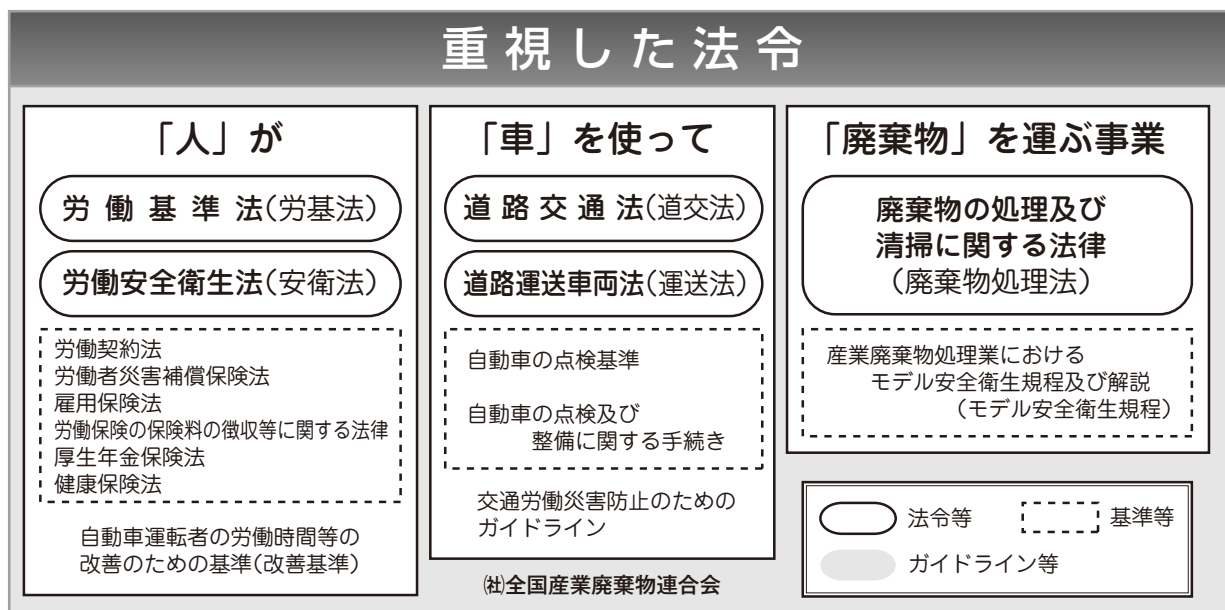 重視した法令
「人」が
労働基準法(労基法)
労働安全衛生法(安衛法)
労働契約法
労働者災害補償保険法
雇用保険法
労働保険の保険料の徴収等に関する法律
厚生年金保険法
健康保険法
自動車運転者の労働時間等の
改善のための基準(改善基準)
「車」を使って
道路交通法(道交法)
道路運送車両法(運送法)
自動車の点検基準
自動車の点検及び
整備に関する手続き
交通労働災害防止のための
ガイドライン
㈳全国産業廃棄物連合会
「廃棄物」を運ぶ事業
廃棄物の処理及び
清掃に関する法律
(廃棄物処理法)
産業廃棄物処理業における
モデル安全衛生規程及び解説
(モデル安全衛生規程)
法令等
基準等
ガイドライン等